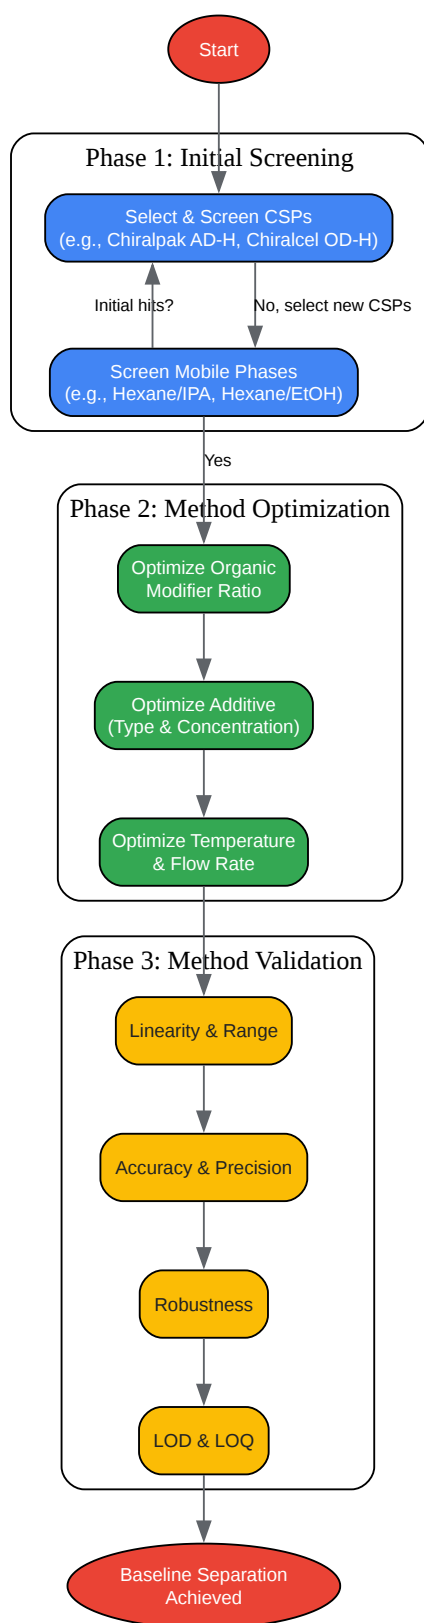 Start
Phase 1: Initial Screening
Select & Screen CSPs
(e.g., Chiralpak AD-H, Chiralcel OD-H)
Initial hits?
No, select new CSPs
Screen Mobile Phases
(e.g., Hexane/IPA, Hexane/EtOH)
Yes
Phase 2: Method Optimization
Optimize Organic
Modifier Ratio
Optimize Additive
(Type & Concentration)
Optimize Temperature
& Flow Rate
Phase 3: Method Validation
Linearity & Range
Accuracy & Precision
Robustness
LOD & LOQ
Baseline Separation
Achieved